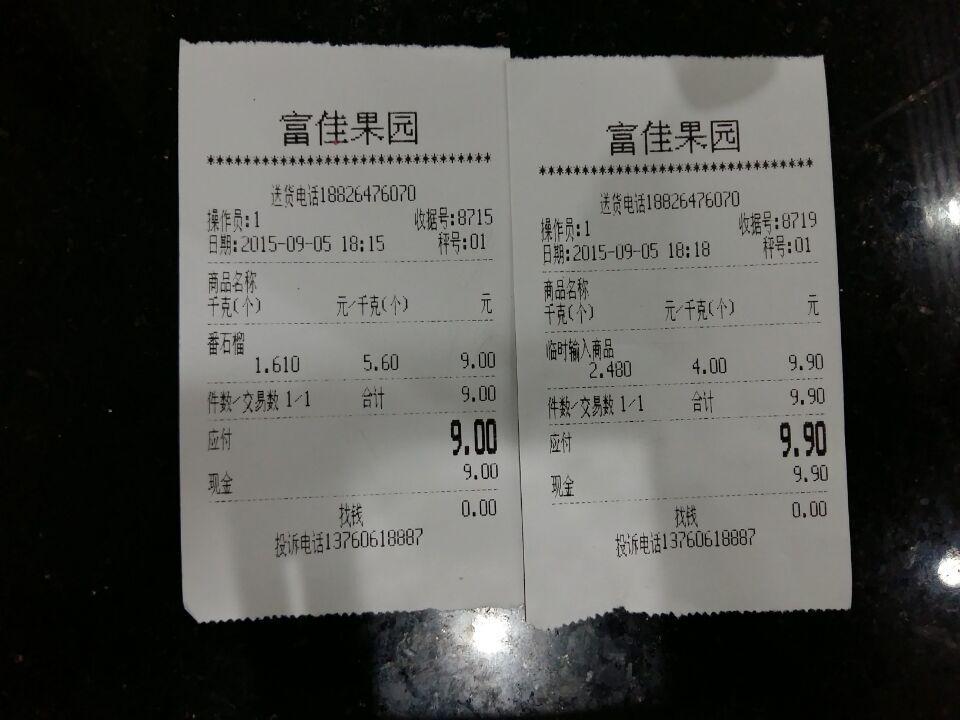 富佳果园
******************************
送货电话18826476070
操作员:1 收据号:8715
日期:2015-09-05 18:15 秤号:01
商品名称
千克(个) 元/千克(个) 元
番石榴
1.610 5.60 9.00
件数/交易数 1/1 合计 9.00
应付 9.00
现金 9.00
找钱 0.00
投诉电话13760618887
富佳果园
******************************
送货电话18826476070
操作员:1 收据号:8719
日期:2015-09-05 18:18 秤号:01
商品名称
千克(个) 元/千克(个) 元
临时输入商品
2.480 4.00 9.90
件数/交易数 1/1 合计 9.90
应付 9.90
现金 9.90
找钱 0.00
投诉电话13760618887